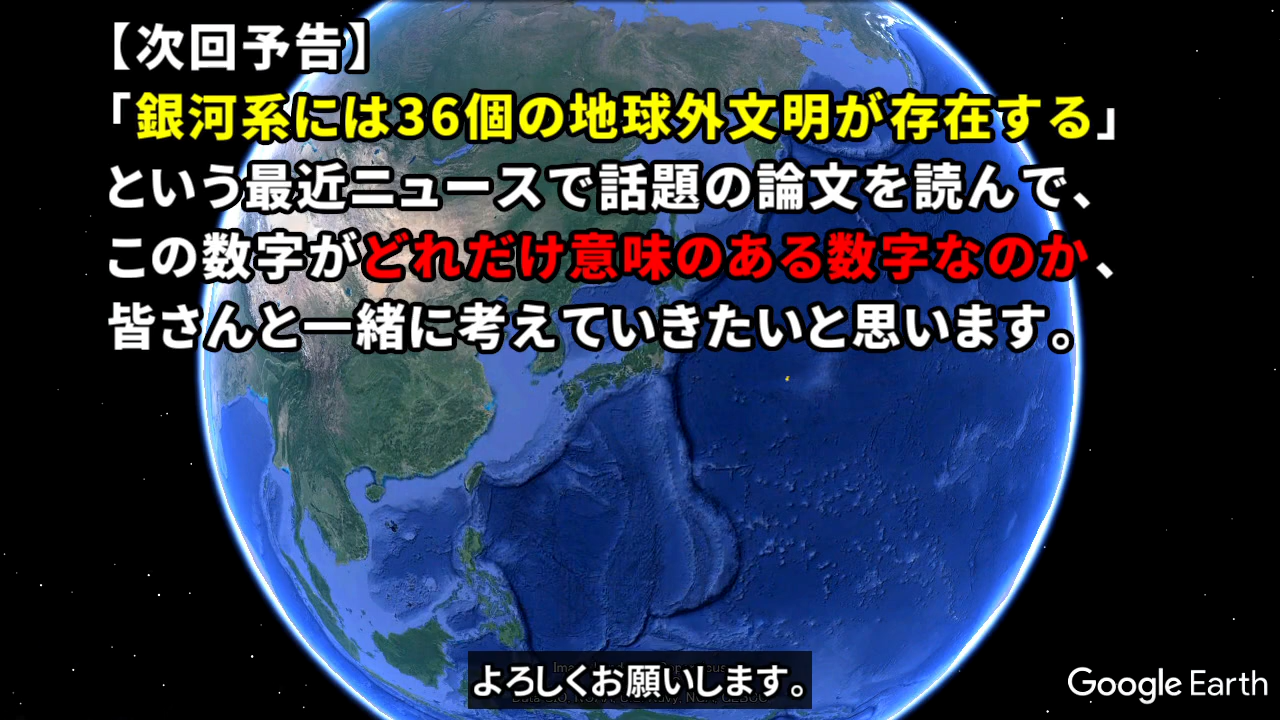 【次回予告】
「銀河系には36個の地球外文明が存在する」
という最近ニュースで話題の論文を読んで、
この数字がどれだけ意味のある数字なのか、
皆さんと一緒に考えていきたいと思います。
よろしくお願いします。
Google Earth